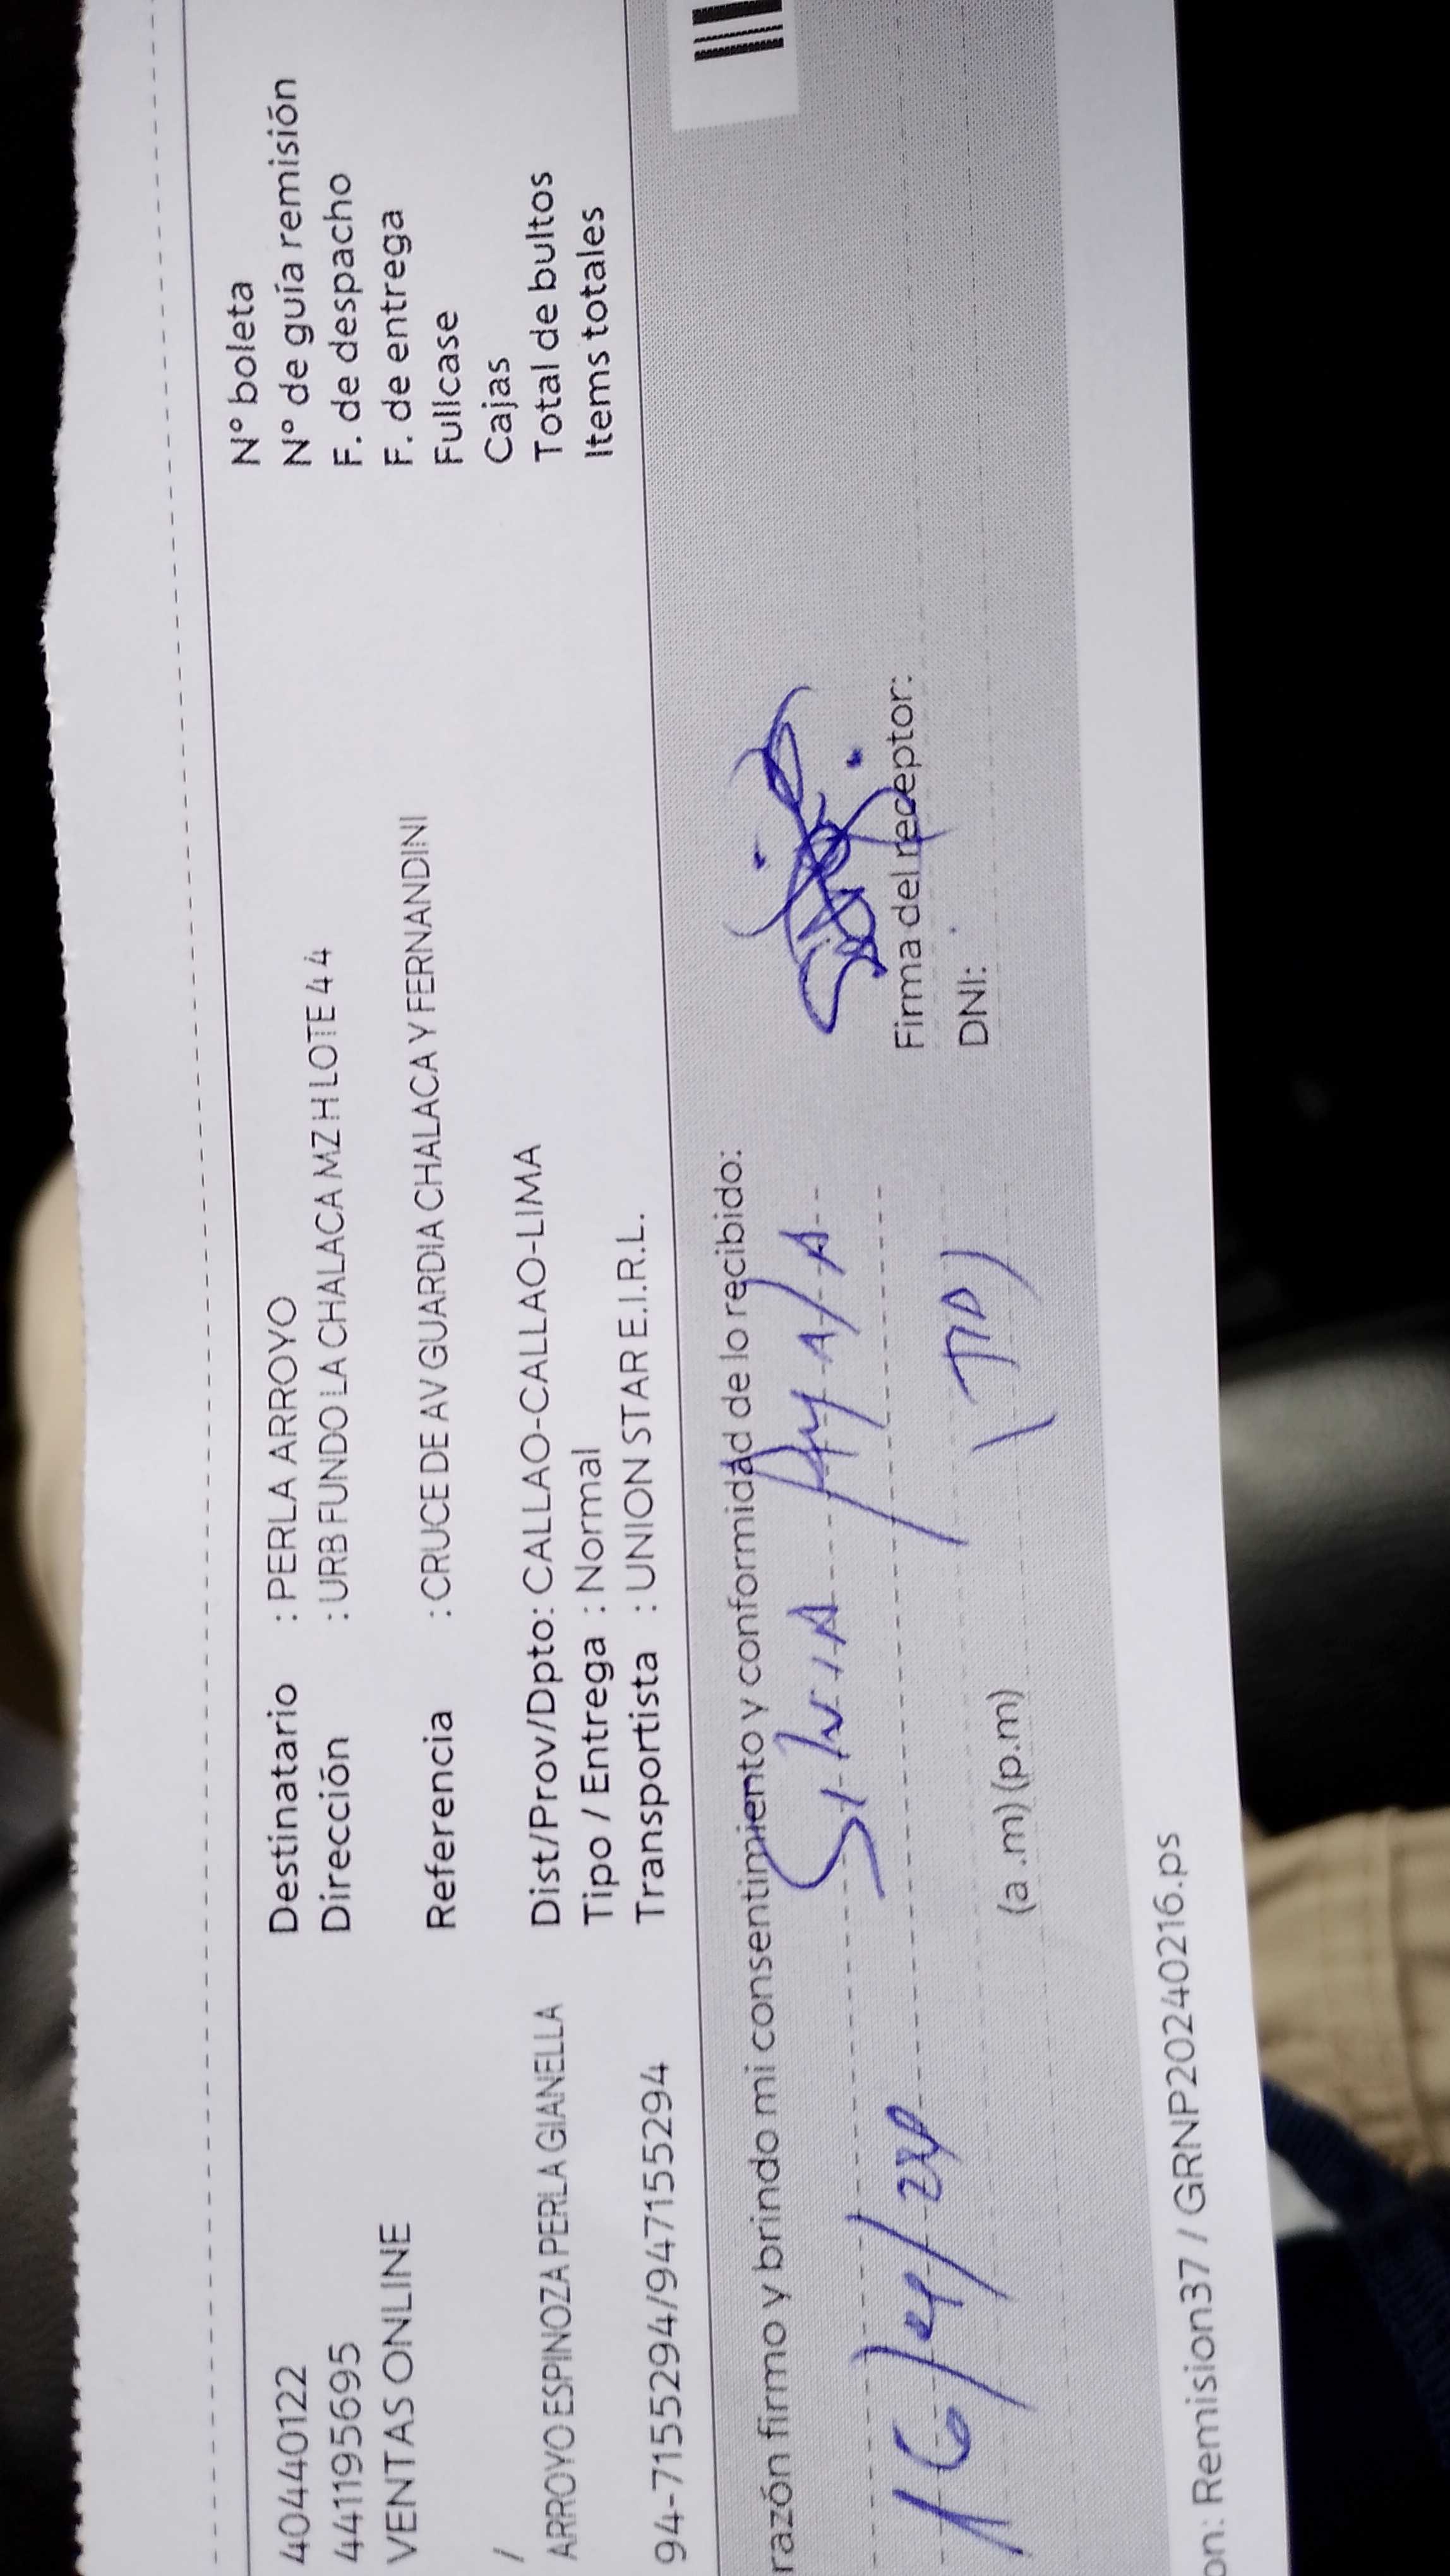 404440122
441195695
VENTAS ONLINE
/
ARROYO ESPINOZA PERLA GIANELLA
94-7155294/947155294
Destinatario : PERLA ARROYO
Dirección : URB FUNDO LA CHALACA MZ H LOTE 4 4
Referencia : CRUCE DE AV GUARDIA CHALACA Y FERNANDINI
Dist/Prov/Dpto: CALLAO-CALLAO-LIMA
Tipo / Entrega : Normal
Transportista : UNION STAR E.I.R.L.
N° boleta
N° de guía remisión
F. de despacho
F. de entrega
Fullcase
Cajas
Total de bultos
Items totales
razón firmo y brindo mi consentimiento y conformidad de lo recibido:
Silvia
(a .m) (p.m)
Firma del receptor:
DNI:
on: Remision37 / GRNP20240216.ps